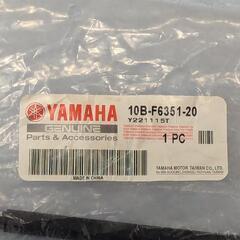 YAMAHA
GENUINE
Parts & Accessories
10B-F6351-20
Y221115T
1 PC
MADE IN CHINA
YAMAHA MOTOR TAIWAN CO., LTD.